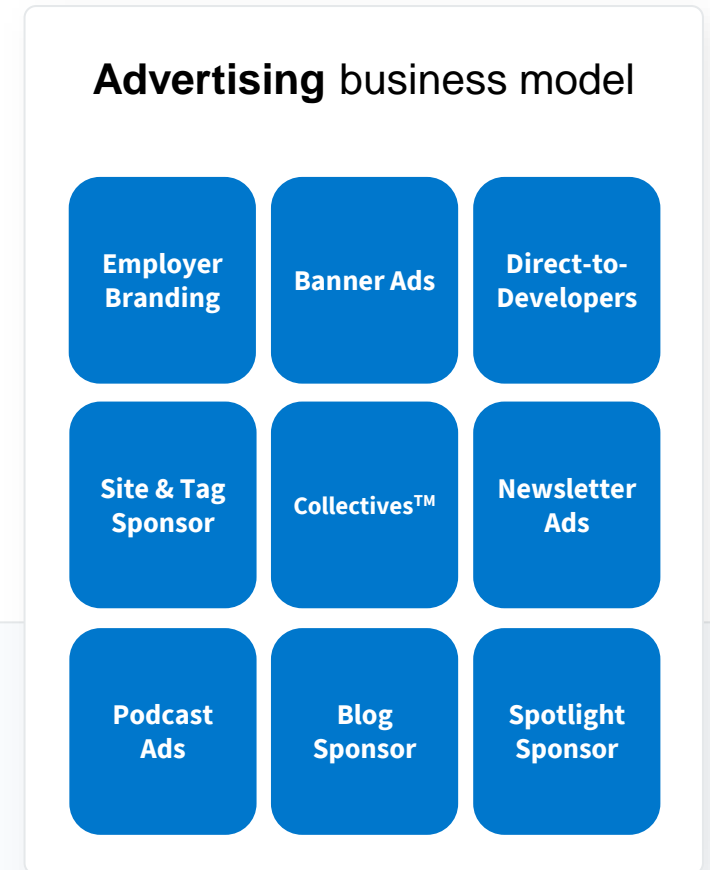 Advertising business model
Employer
Branding
Banner Ads
Direct-to-
Developers
Site & Tag
Sponsor
Collectives™
Newsletter
Ads
Podcast
Ads
Blog
Sponsor
Spotlight
Sponsor